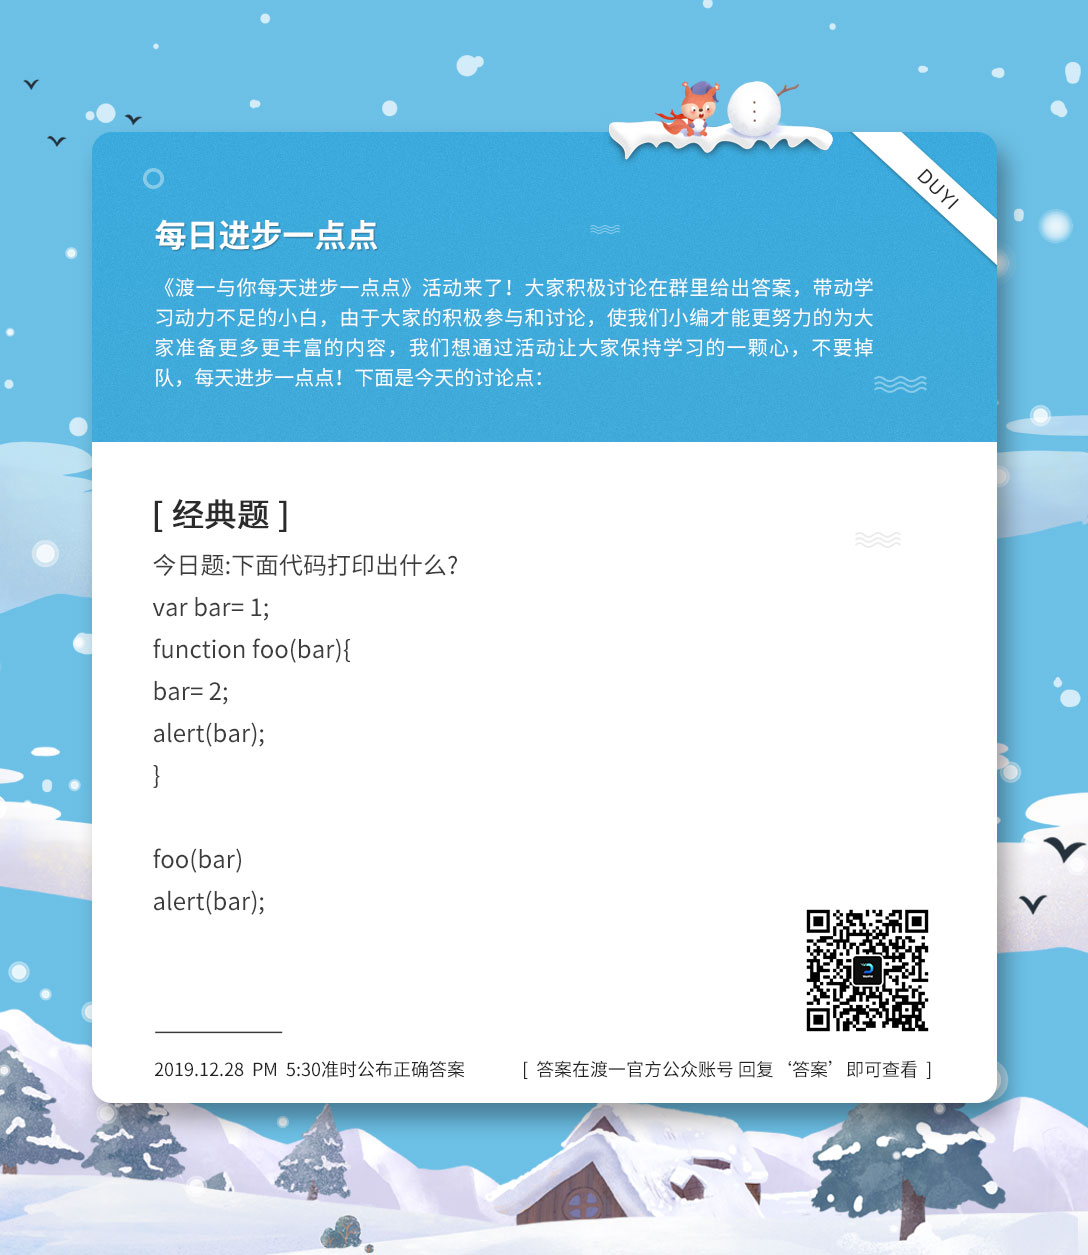 DUYI
每日进步一点点
《渡一与你每天进步一点点》活动来了！大家积极讨论在群里给出答案，带动学
习动力不足的小白，由于大家的积极参与和讨论，使我们小编才能更努力的为大
家准备更多更丰富的内容，我们想通过活动让大家保持学习的一颗心，不要掉
队，每天进步一点点！下面是今天的讨论点：
[ 经典题 ]
今日题:下面代码打印出什么?
var bar= 1;
function foo(bar){
bar= 2;
alert(bar);
}
foo(bar)
alert(bar);
2019.12.28 PM 5:30准时公布正确答案
[ 答案在渡一官方公众账号 回复 ‘答案’ 即可查看 ]